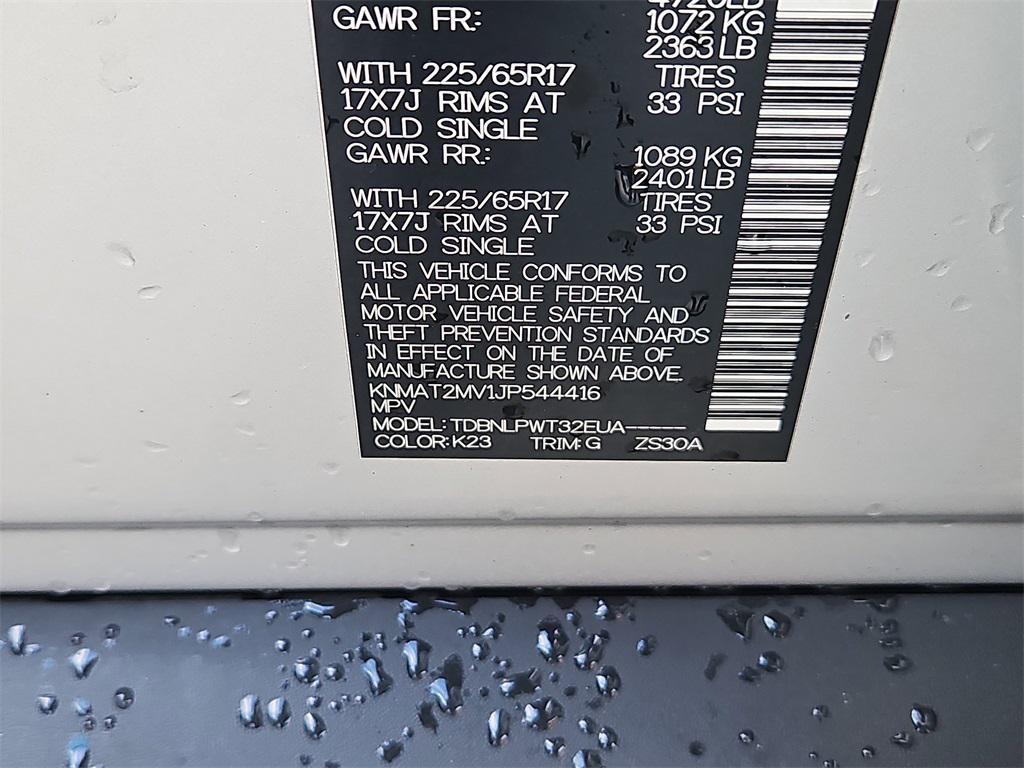 4720LB
GAWR FR.: 1072 KG
2363 LB
WITH 225/65R17 TIRES
17X7J RIMS AT 33 PSI
COLD SINGLE
GAWR RR.: 1089 KG
2401 LB
WITH 225/65R17 TIRES
17X7J RIMS AT 33 PSI
COLD SINGLE
THIS VEHICLE CONFORMS TO
ALL APPLICABLE FEDERAL
MOTOR VEHICLE SAFETY AND
THEFT PREVENTION STANDARDS
IN EFFECT ON THE DATE OF
MANUFACTURE SHOWN ABOVE.
KNMAT2MV1JP544416
MPV
MODEL: TDBNLPWT32EUA-----
COLOR: K23 TRIM: G ZS30A